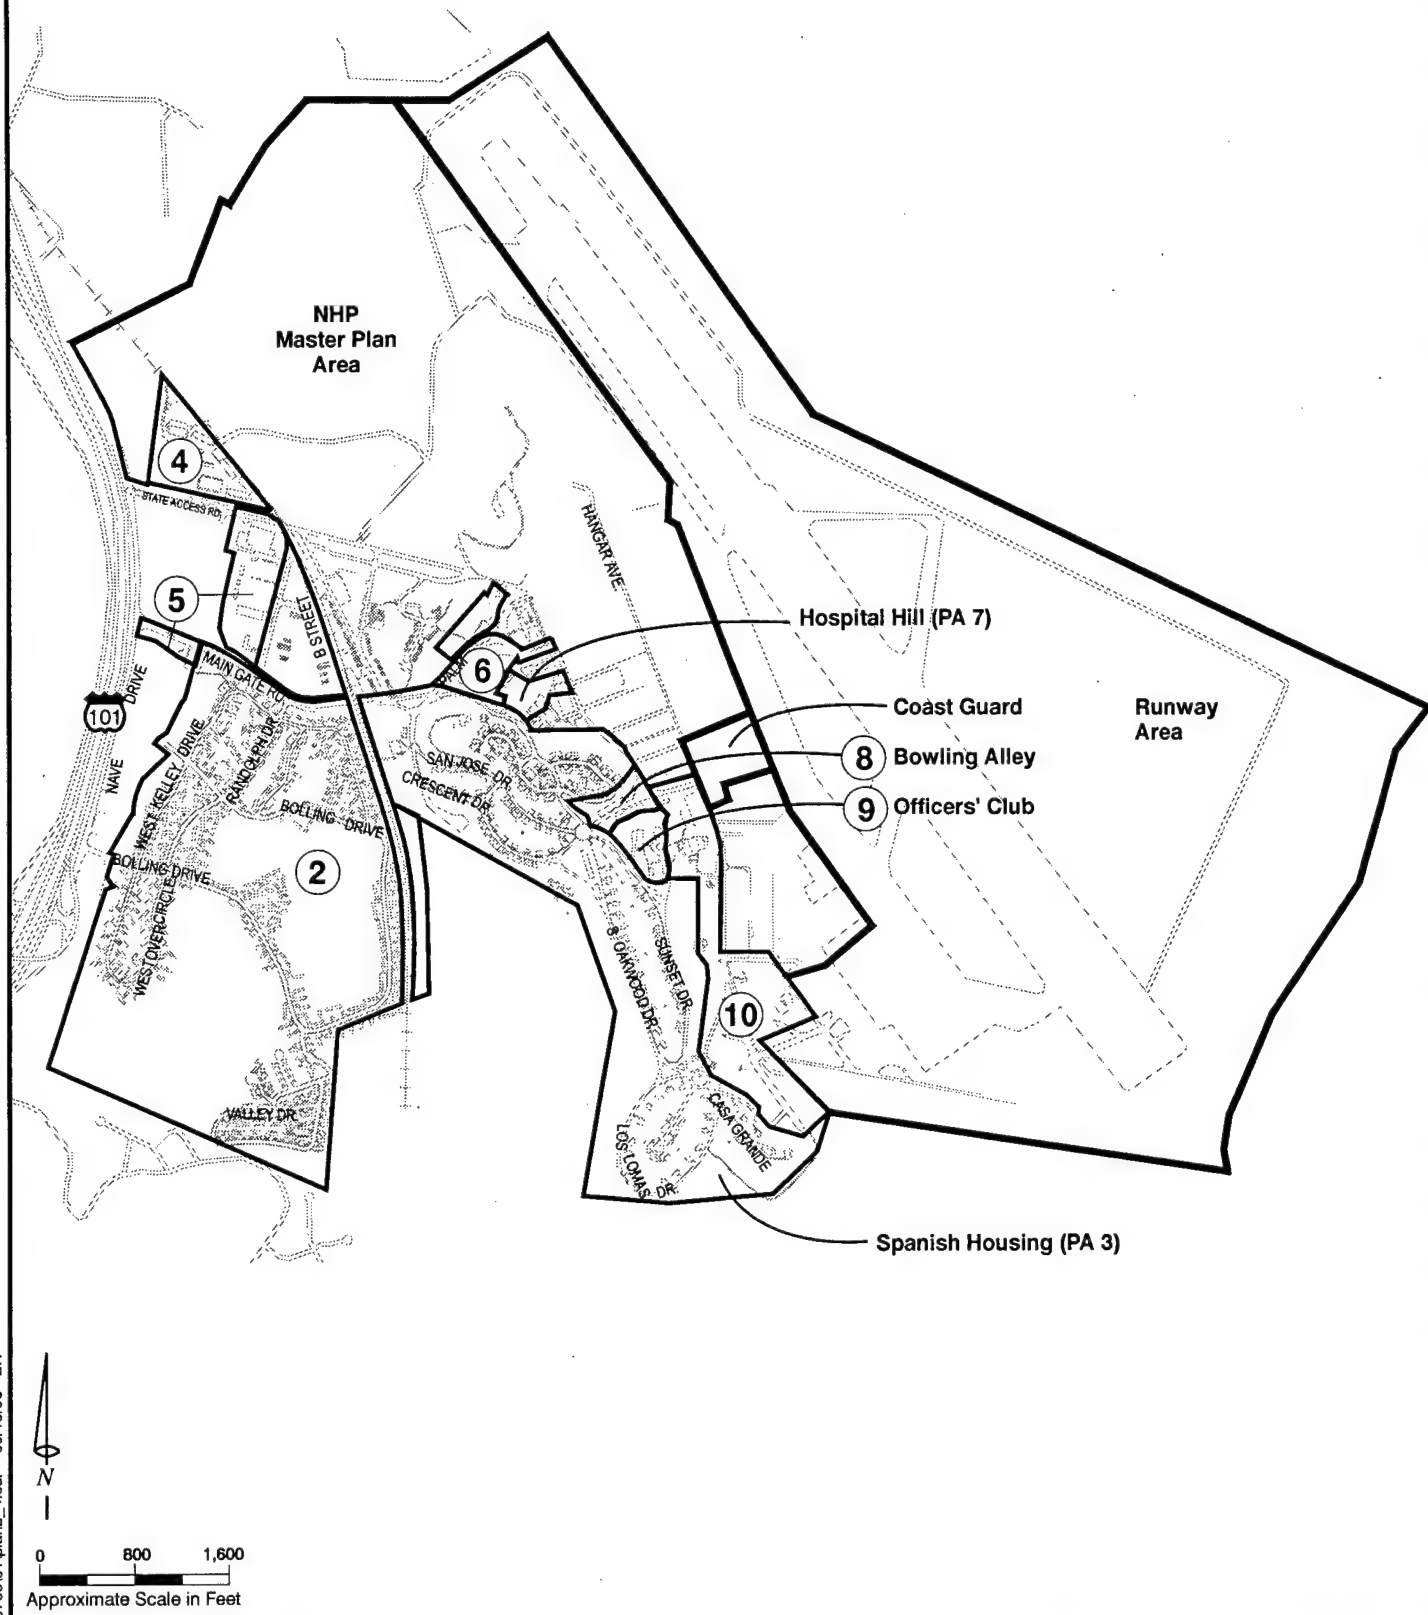 NHP
Master Plan
Area
4
STATE ACCESS RD.
HANGAR AVE
5
B STREET
Hospital Hill (PA 7)
PALM
6
MAIN GATE RD.
DRIVE
101
NAVE
Coast Guard
Runway
Area
WEST KELLEY DRIVE
RANDOLPH DR
SAN JOSE DR
CRESCENT DR
8 Bowling Alley
9 Officers' Club
BOLLING DRIVE
2
BOLLING DRIVE
WESTOVER CIRCLE
S OAKWOOD DR
SUNSET DR
10
VALLEY DR
CASA GRANDE
LOS LOMAS DR
Spanish Housing (PA 3)
N
0 800 1,600
Approximate Scale in Feet